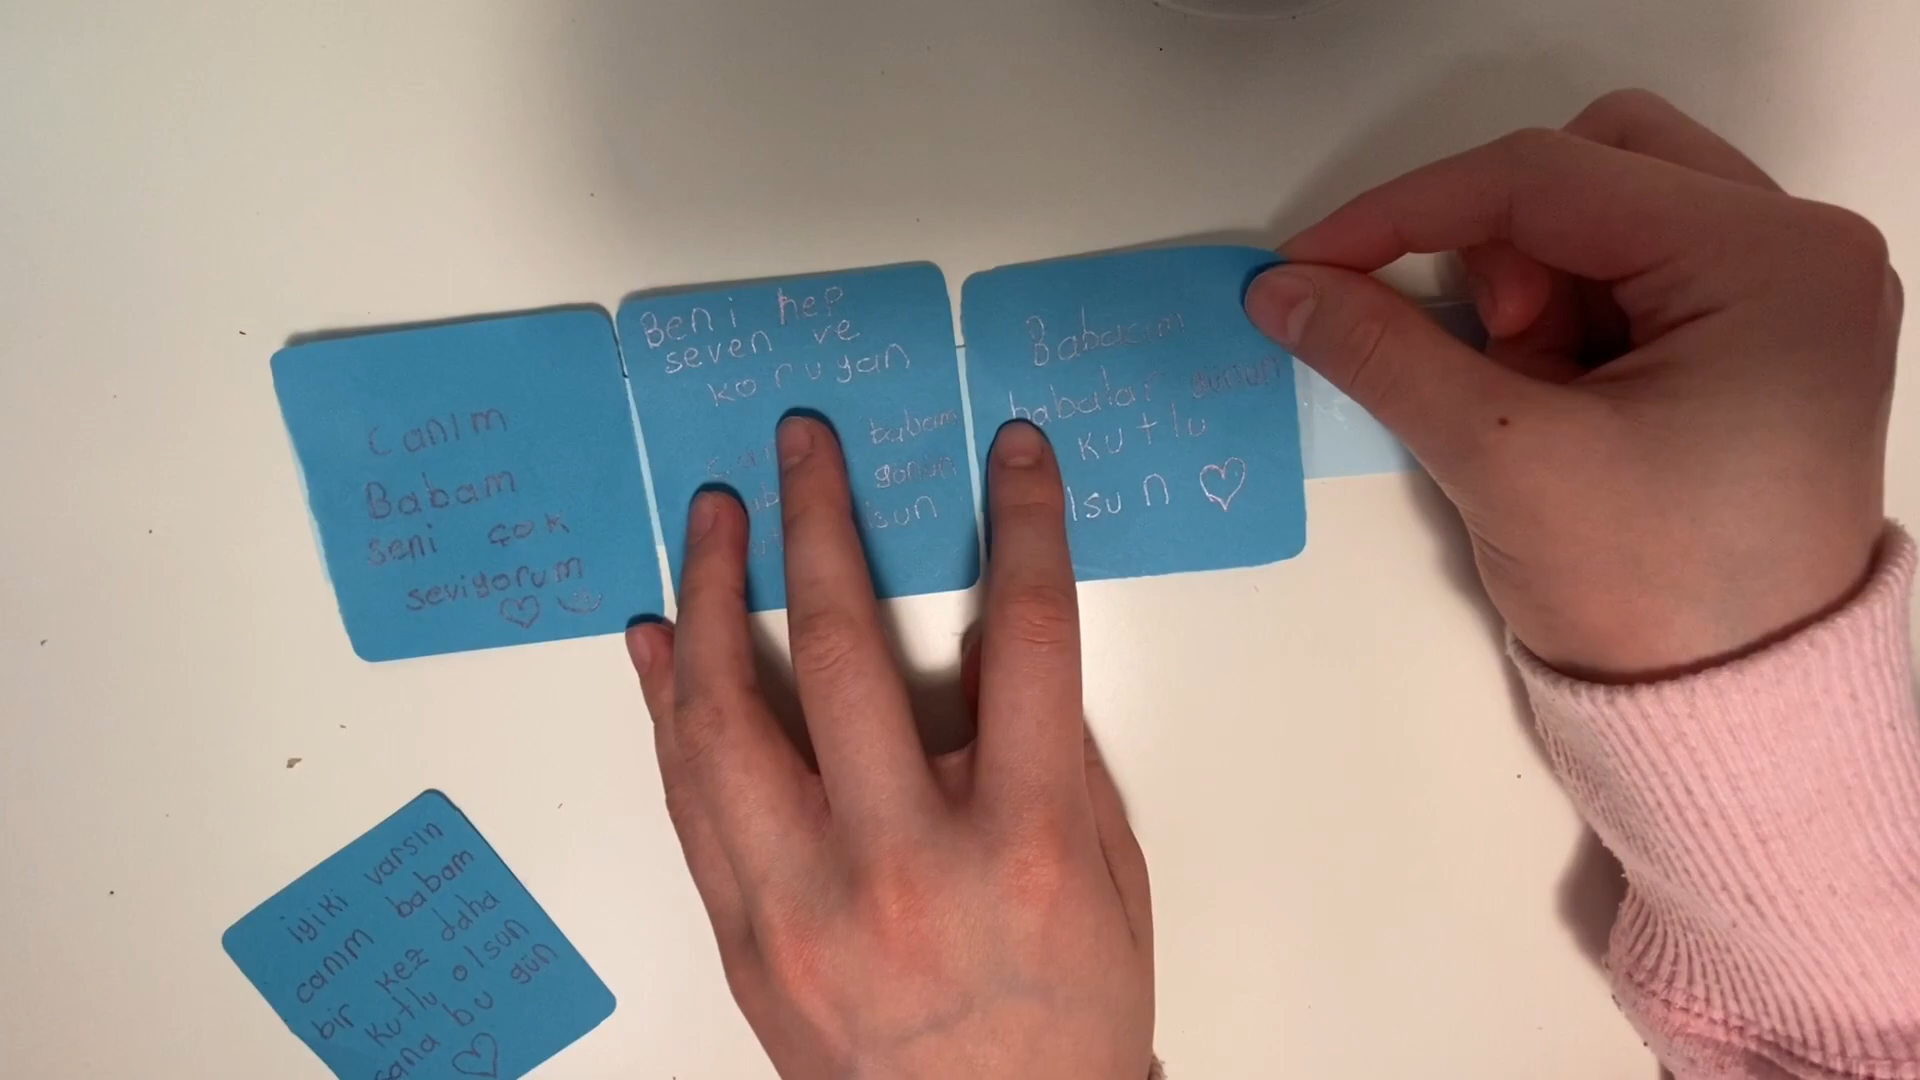 Canım
Babam
seni çok
seviyorum
Beni hep
seven ve
koruyan
babam
günün
Babacım
babalar günün
kutlu
iyiki varsın
canım babam
bir kez daha
kutlu olsun
sana bu gün